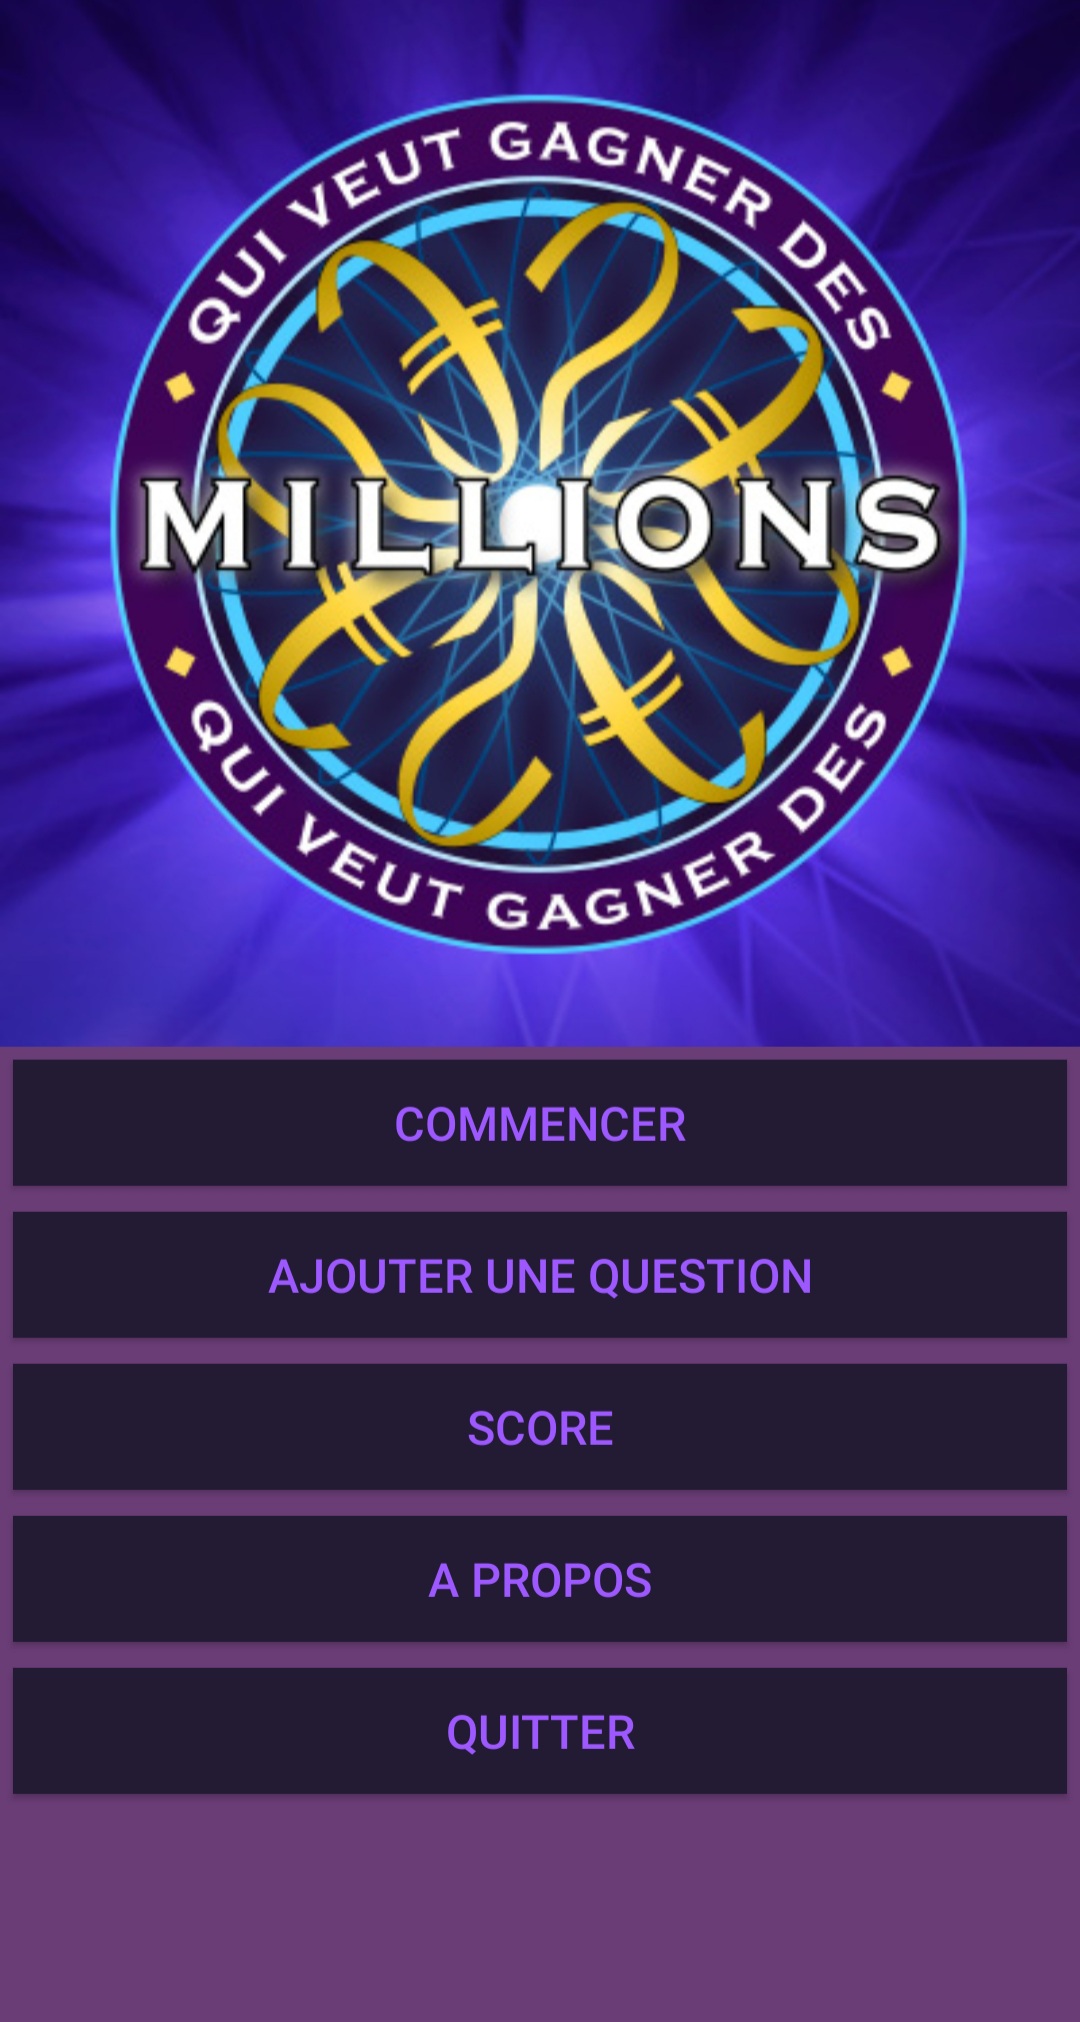 QUI VEUT GAGNER DES
MILLIONS
QUI VEUT GAGNER DES
COMMENCER
AJOUTER UNE QUESTION
SCORE
A PROPOS
QUITTER